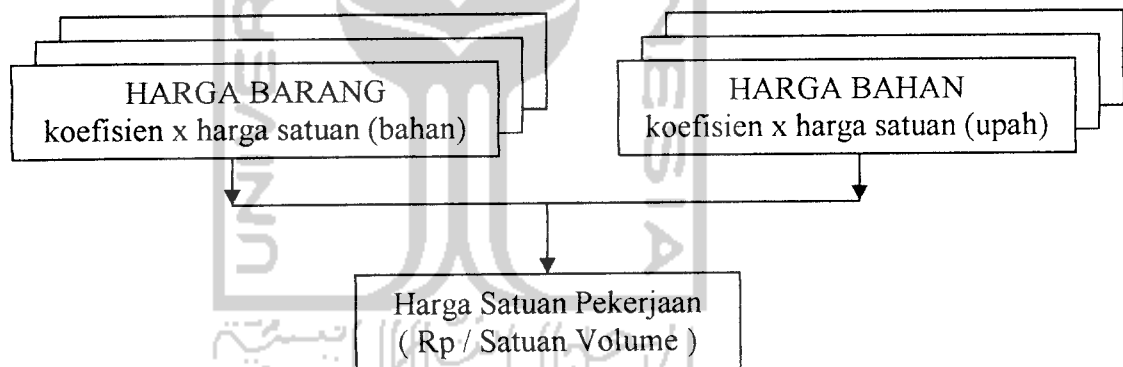 HARGA BARANG
koefisien x harga satuan (bahan)
HARGA BAHAN
koefisien x harga satuan (upah)
Harga Satuan Pekerjaan
( Rp / Satuan Volume )